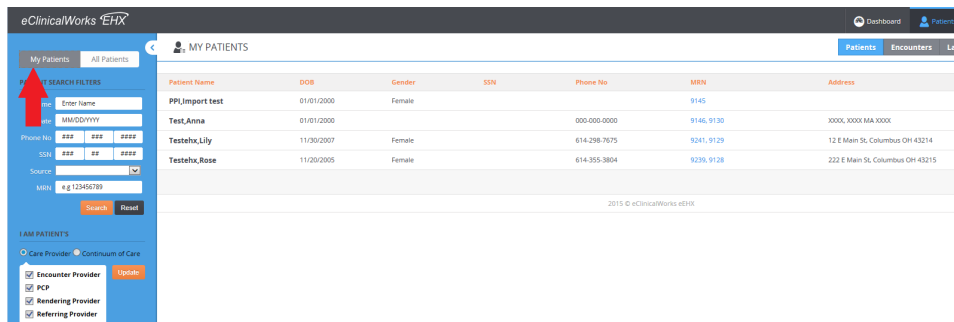 eClinicalWorks EHX
Dashboard
Patient
My Patients
All Patients
MY PATIENTS
Patients
Encounters
La
SEARCH FILTERS
Enter Name
MM/DD/YYYY
Phone No ### ### ####
SSN ### ## ####
Source
MRN e.g 123456789
Search Reset
I AM PATIENT'S
Care Provider Continuum of Care
Encounter Provider Update
PCP
Rendering Provider
Referring Provider
Patient Name DOB Gender SSN Phone No MRN Address
PPI,Import test 01/01/2000 Female 9145
Test,Anna 01/01/2000 000-000-0000 9146, 9130 XXXX, XXXX MA XXXX
Testehx,Lily 11/30/2007 Female 614-298-7675 9241, 9129 12 E Main St, Columbus OH 43214
Testehx,Rose 11/20/2005 Female 614-355-3804 9239, 9128 222 E Main St, Columbus OH 43215
2015 © eClinicalWorks eEHX